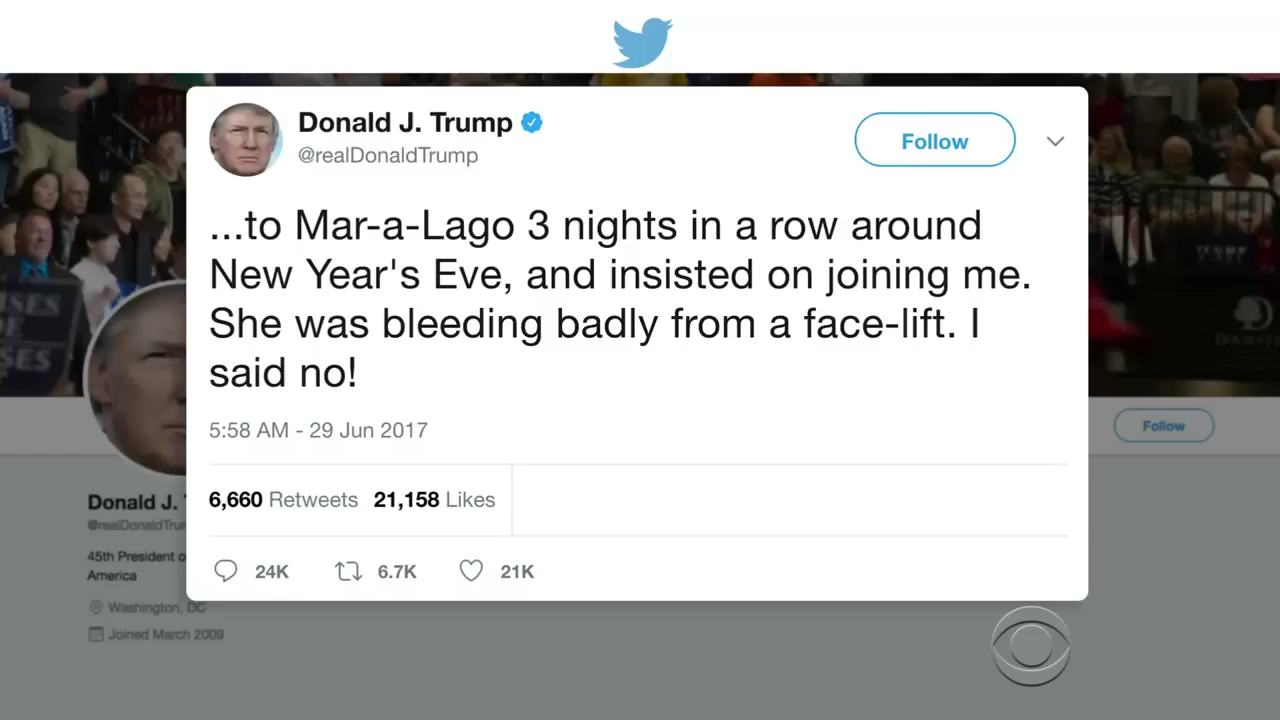 Donald J. Trump
@realDonaldTrump
Follow
...to Mar-a-Lago 3 nights in a row around
New Year's Eve, and insisted on joining me.
She was bleeding badly from a face-lift. I
said no!
5:58 AM - 29 Jun 2017
6,660 Retweets 21,158 Likes
24K 6.7K 21K
Follow
Donald J.
@realDonaldTru
45th President o
America
Washington, DC
Joined March 2009